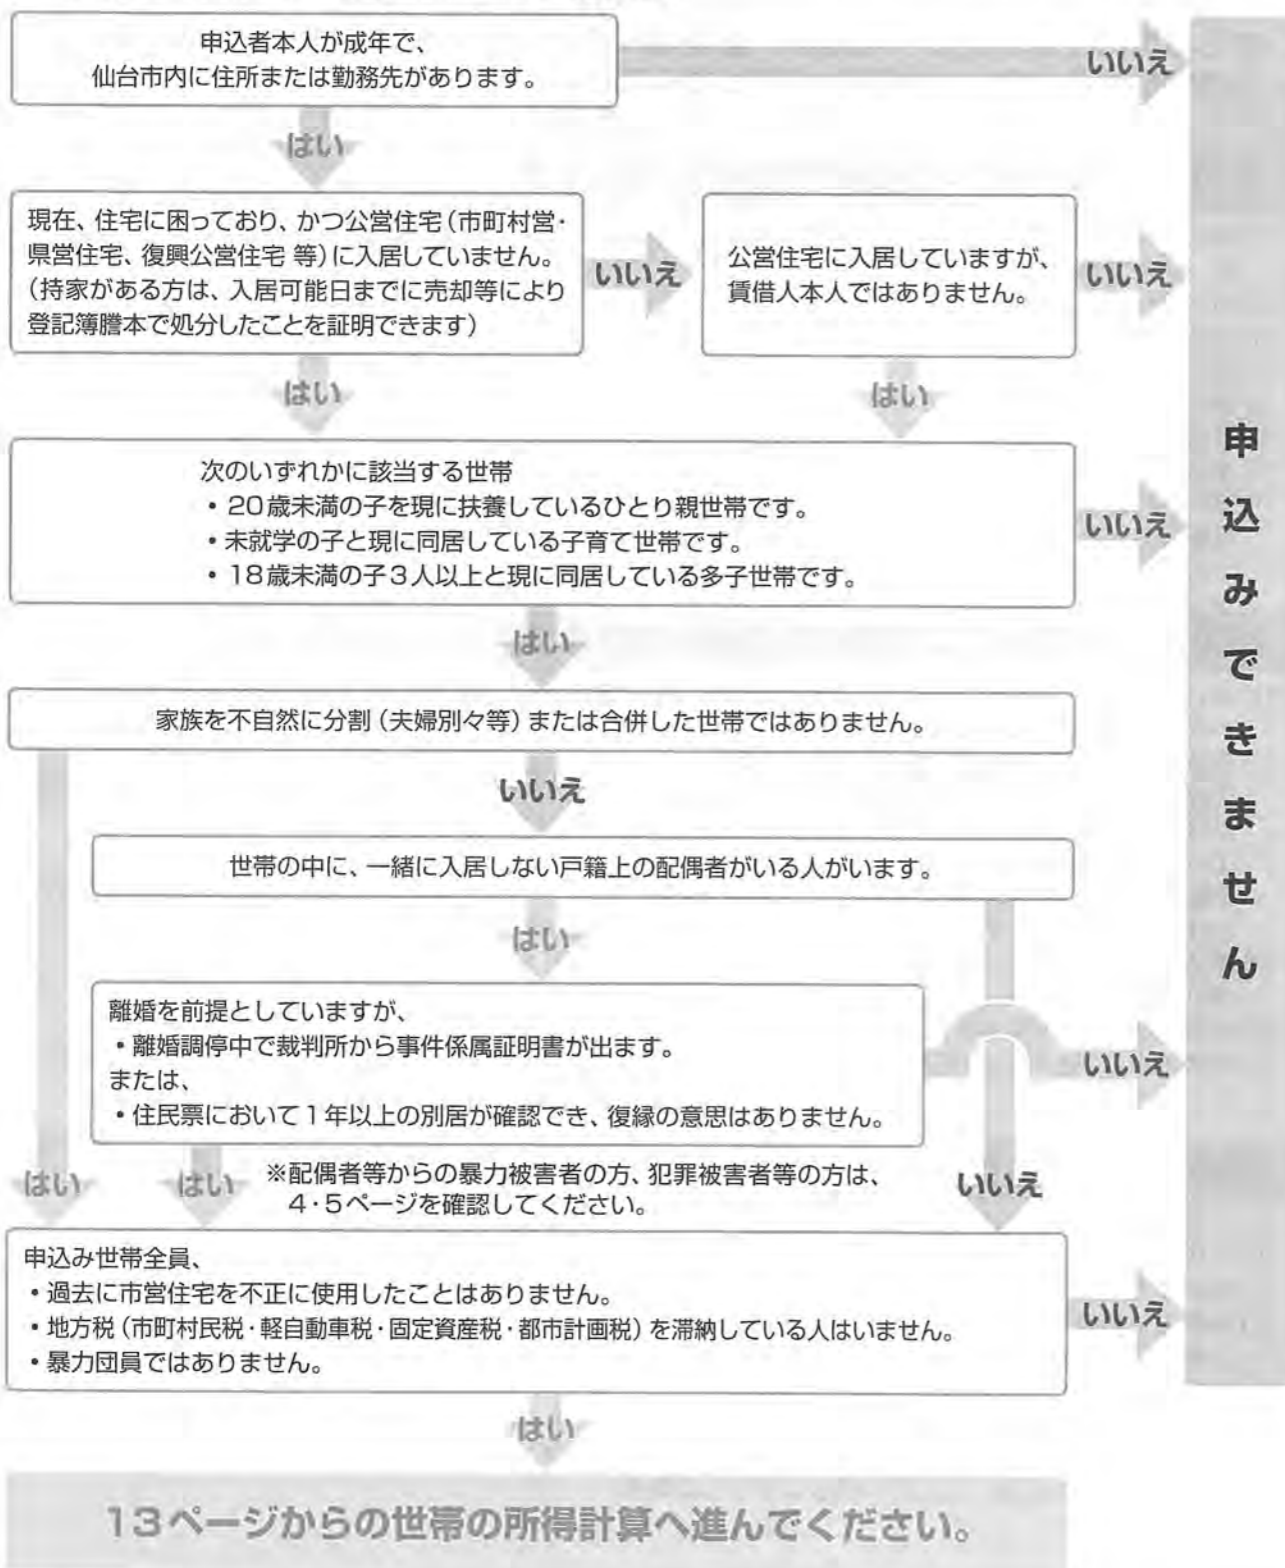 申込者本人が成年で、
仙台市内に住所または勤務先があります。
いいえ
はい
現在、住宅に困っており、かつ公営住宅(市町村営・
県営住宅、復興公営住宅 等)に入居していません。
(持家がある方は、入居可能日までに売却等により
登記簿謄本で処分したことを証明できます)
いいえ
公営住宅に入居していますが、
賃借人本人ではありません。
いいえ
はい
はい
次のいずれかに該当する世帯
・20歳未満の子を現に扶養しているひとり親世帯です。
・未就学の子と現に同居している子育て世帯です。
・18歳未満の子3人以上と現に同居している多子世帯です。
いいえ
はい
家族を不自然に分割(夫婦別々等)または合併した世帯ではありません。
いいえ
世帯の中に、一緒に入居しない戸籍上の配偶者がいる人がいます。
はい
離婚を前提としていますが、
・離婚調停中で裁判所から事件係属証明書が出ます。
または、
・住民票において1年以上の別居が確認でき、復縁の意思はありません。
いいえ
はい
はい
※配偶者等からの暴力被害者の方、犯罪被害者等の方は、
4・5ページを確認してください。
いいえ
申込み世帯全員、
・過去に市営住宅を不正に使用したことはありません。
・地方税(市町村民税・軽自動車税・固定資産税・都市計画税)を滞納している人はいません。
・暴力団員ではありません。
いいえ
はい
13ページからの世帯の所得計算へ進んでください。
申込みできません